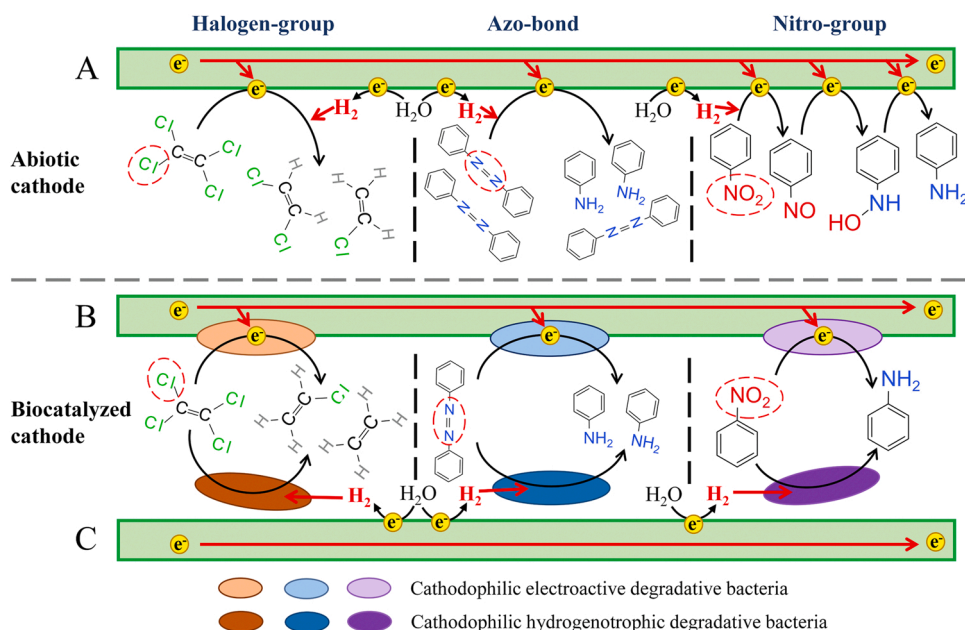 Halogen-group Azo-bond Nitro-group
A
e⁻ e⁻
e⁻ e⁻ e⁻ e⁻ e⁻ e⁻ e⁻
H₂ H₂O H₂ H₂O H₂
Abiotic
cathode
Cl Cl Cl Cl C C
Cl H C C H Cl
H H C C H Cl
N=N
N=N
NH₂ NH₂
N=N
NO₂ NO HO NH NH₂
B
e⁻ e⁻
e⁻ e⁻ e⁻
Biocatalyzed
cathode
Cl Cl Cl Cl C C
H H C C Cl H
H H C C H H
N
N
NH₂ NH₂
NO₂ NH₂
H₂ H₂O H₂ H₂O H₂
e⁻ e⁻ e⁻
C
e⁻ e⁻
Cathodophilic electroactive degradative bacteria
Cathodophilic hydrogenotrophic degradative bacteria